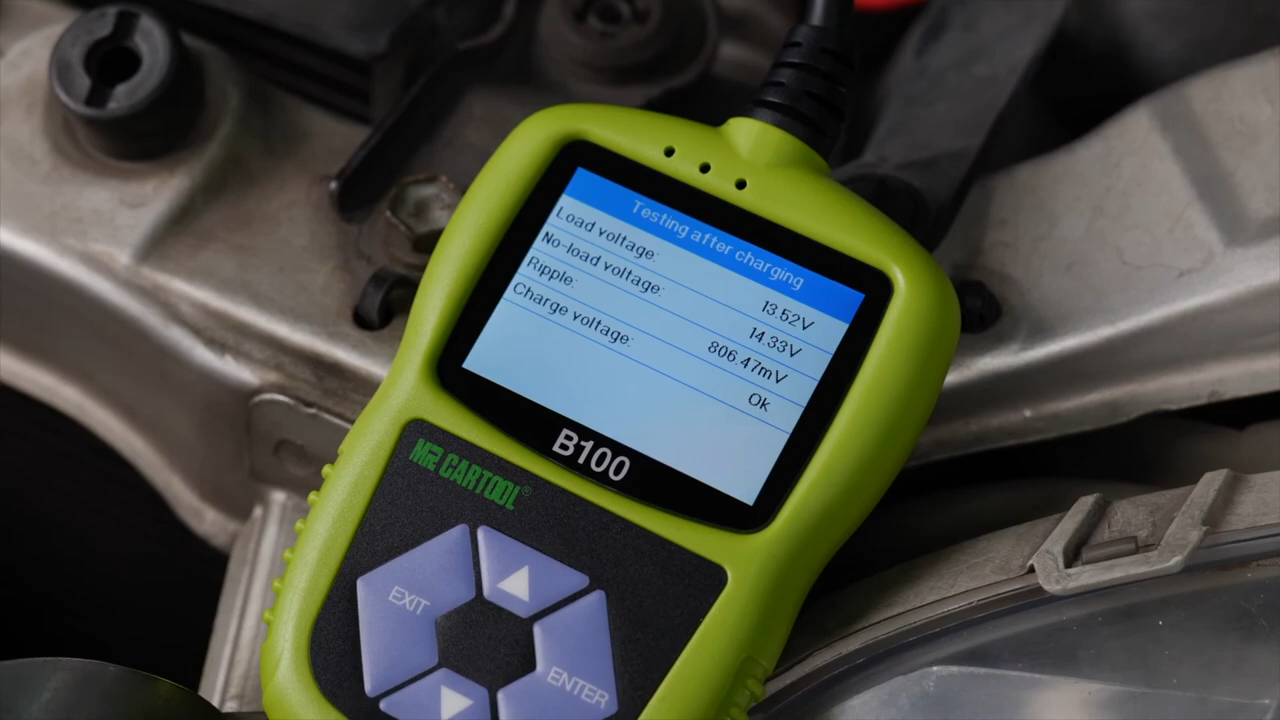 Testing after charging
Load voltage: 13.52V
No-load voltage: 14.33V
Ripple: 806.47mV
Charge voltage: Ok
B100
MR CARTOOL®
EXIT
ENTER